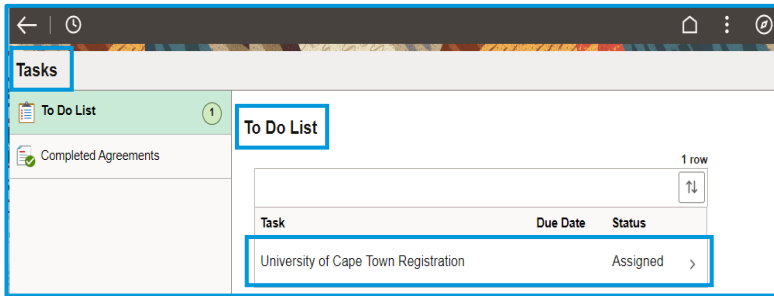 Tasks
To Do List
1
Completed Agreements
To Do List
1 row
Task Due Date Status
University of Cape Town Registration Assigned